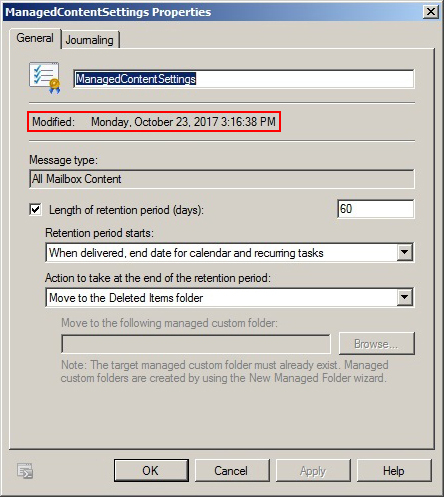 ManagedContentSettings Properties
General Journaling
ManagedContentSettings
Modified: Monday, October 23, 2017 3:16:38 PM
Message type:
All Mailbox Content
Length of retention period (days): 60
Retention period starts:
When delivered, end date for calendar and recurring tasks
Action to take at the end of the retention period:
Move to the Deleted Items folder
Move to the following managed custom folder:
Browse...
Note: The target managed custom folder must already exist. Managed
custom folders are created by using the New Managed Folder wizard.
OK Cancel Apply Help